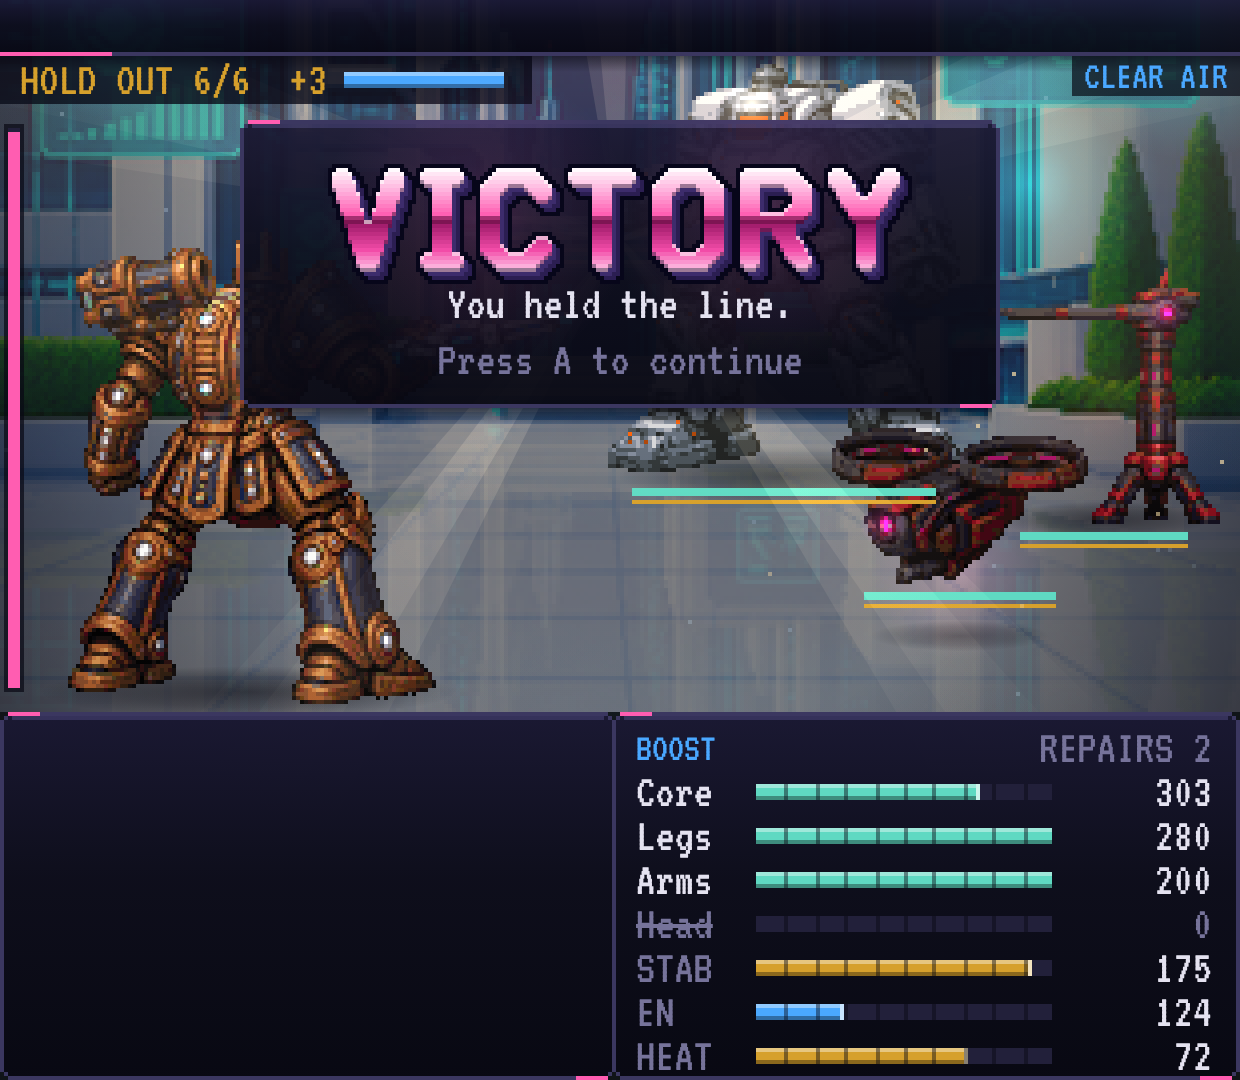 HOLD OUT 6/6 +3
CLEAR AIR
VICTORY
You held the line.
Press A to continue
BOOST REPAIRS 2
Core 303
Legs 280
Arms 200
Head 0
STAB 175
EN 124
HEAT 72